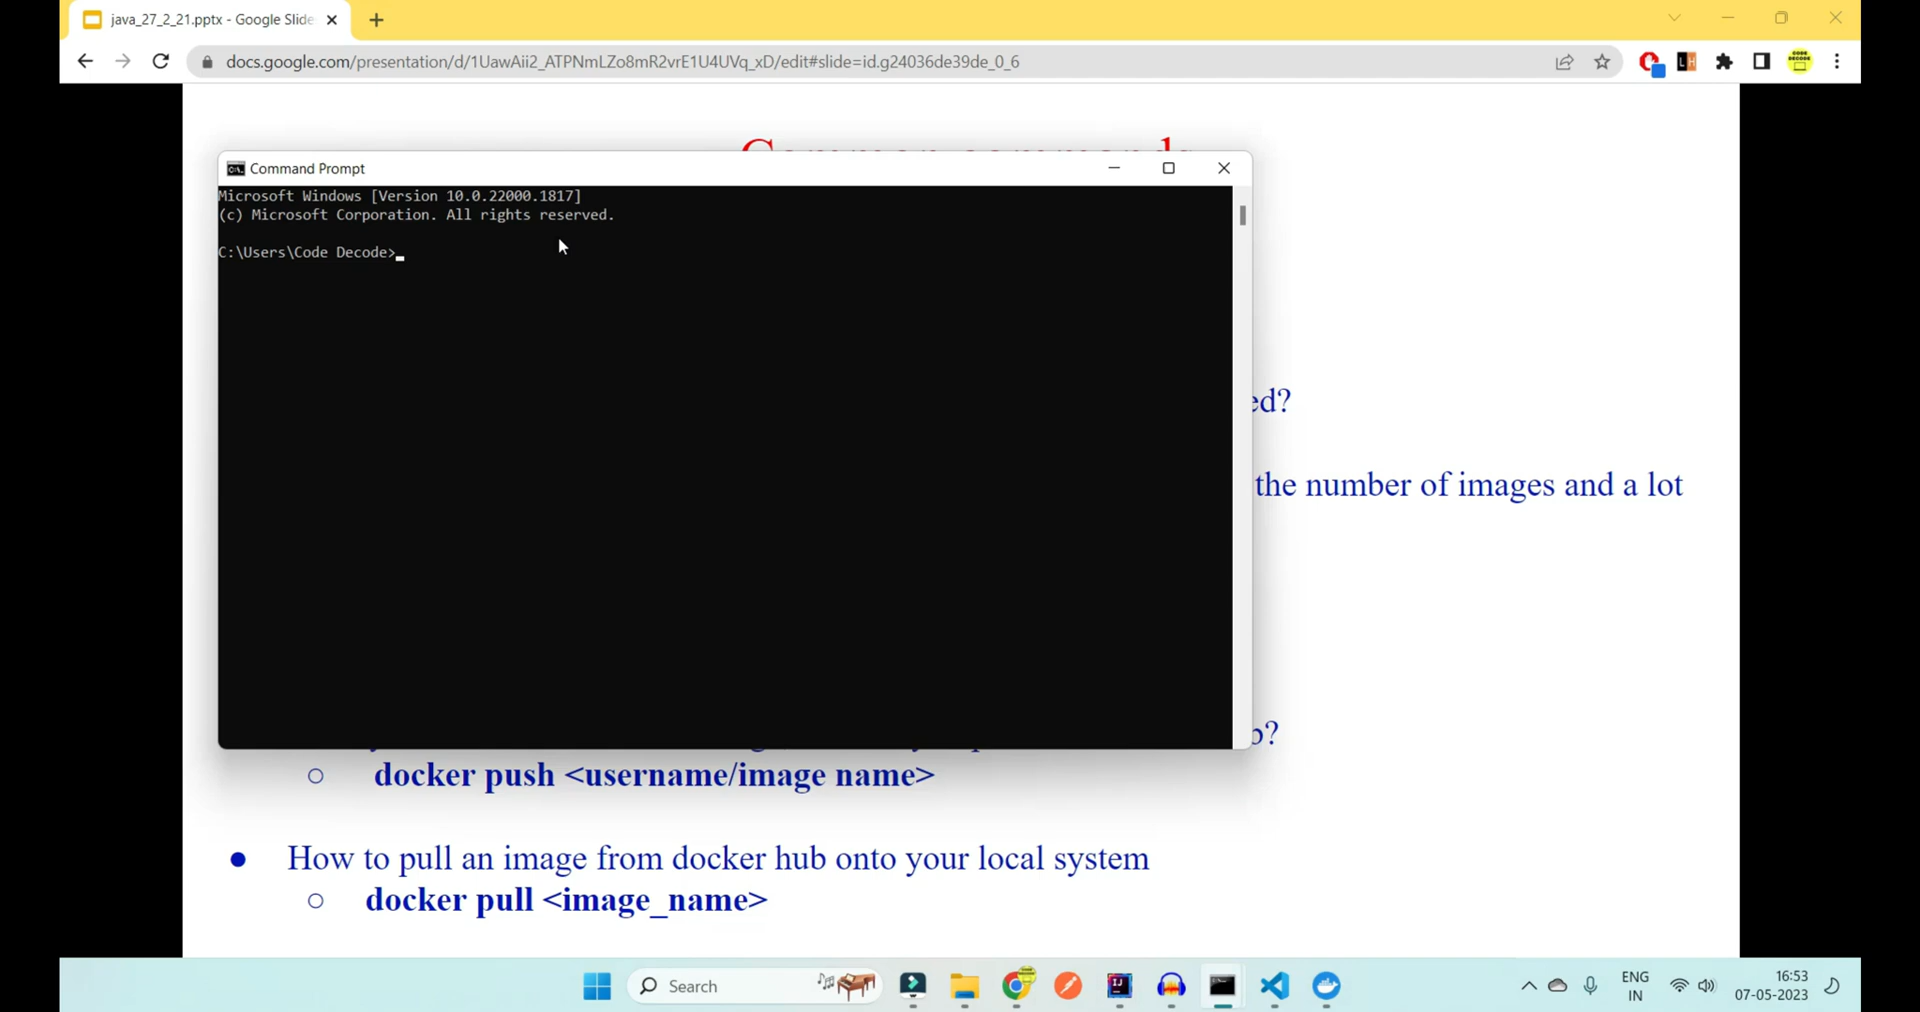 java_27_2_21.pptx - Google Slide
docs.google.com/presentation/d/1UawAii2_ATPNmLZo8mR2vrE1U4UVq_xD/edit#slide=id.g24036de39de_0_6
Command Prompt
Microsoft Windows [Version 10.0.22000.1817]
(c) Microsoft Corporation. All rights reserved.
C:\Users\Code Decode>
ed?
the number of images and a lot
b?
○ docker push <username/image name>
● How to pull an image from docker hub onto your local system
○ docker pull <image_name>
Search
ENG
IN
16:53
07-05-2023